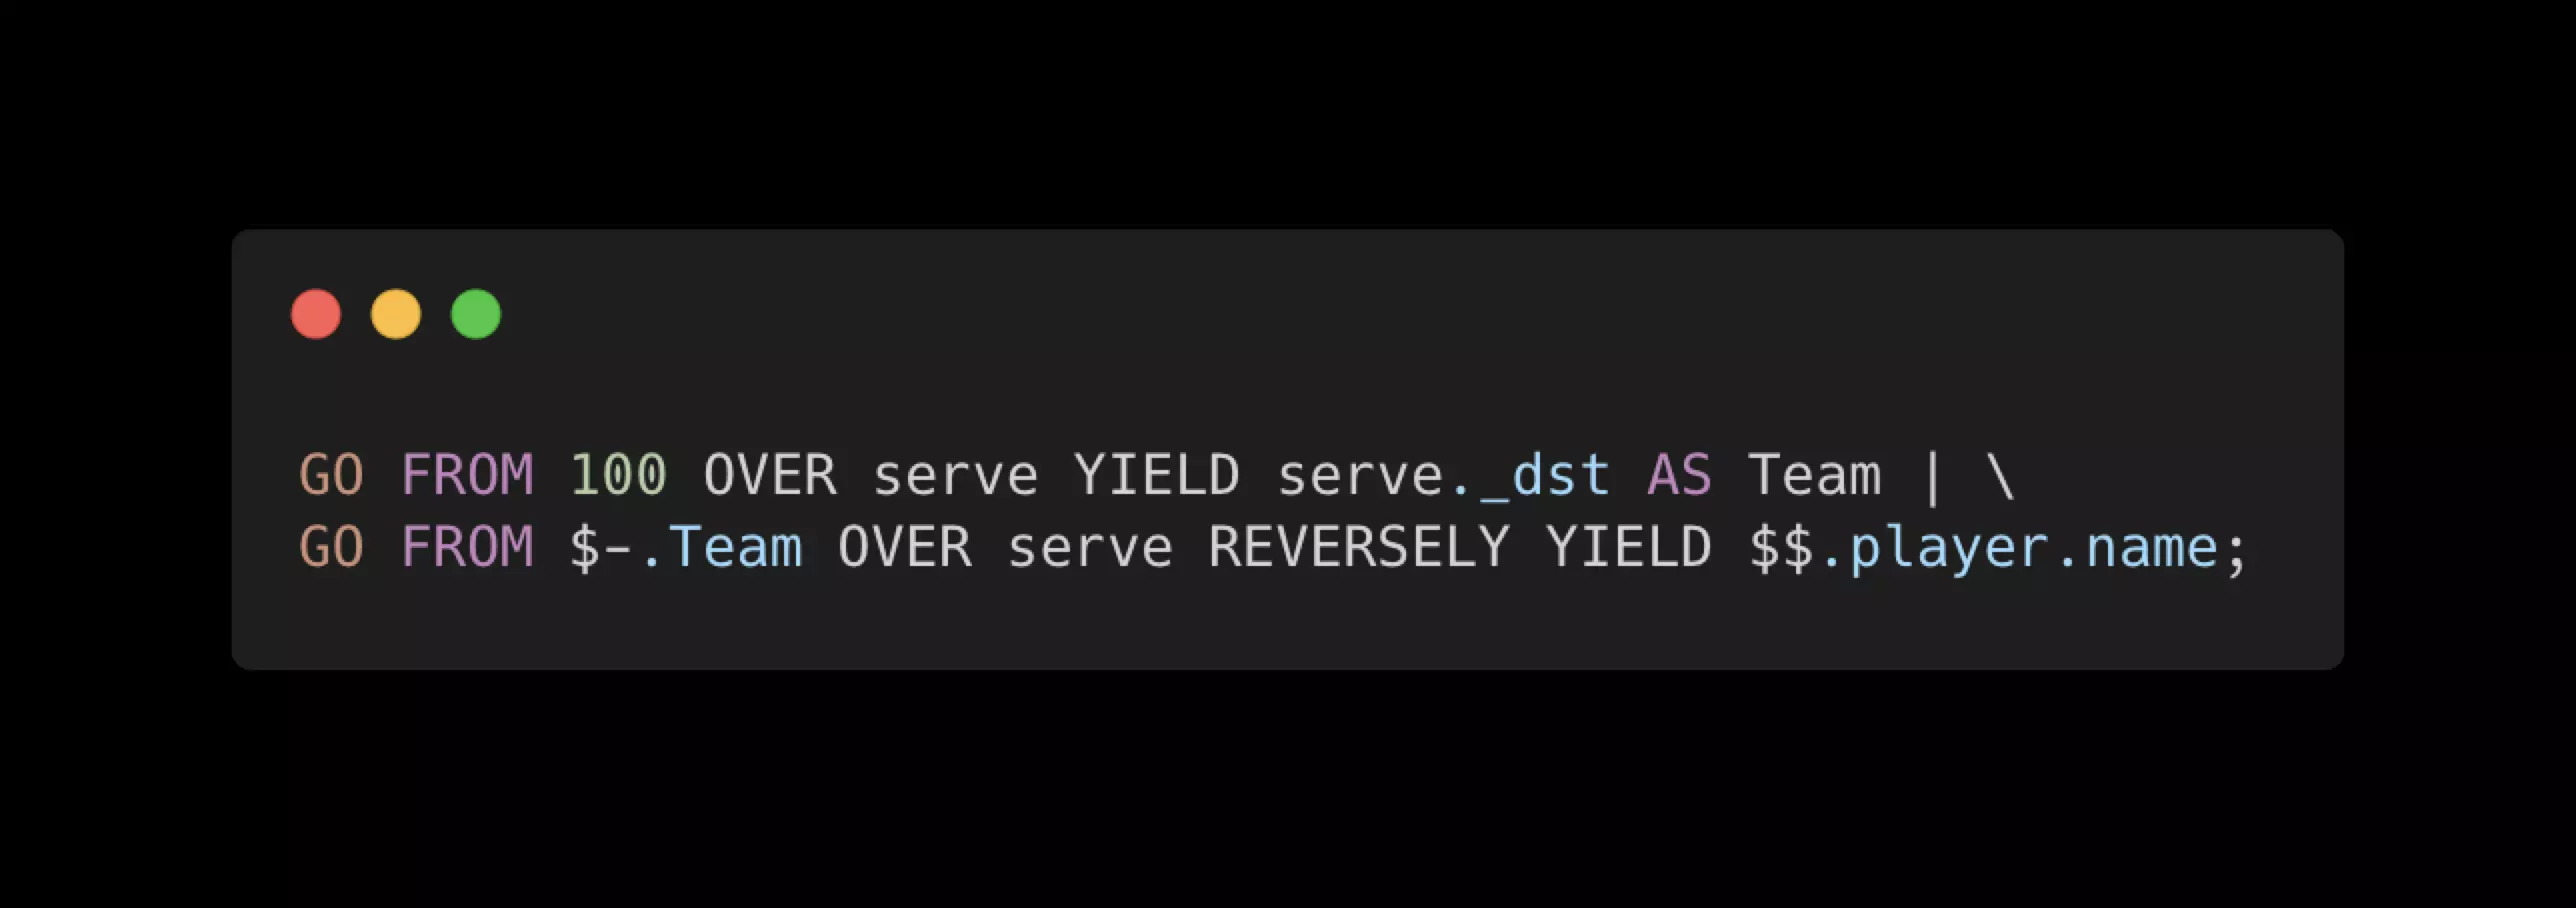 GO FROM 100 OVER serve YIELD serve._dst AS Team | \
GO FROM $-.Team OVER serve REVERSELY YIELD $$.player.name;